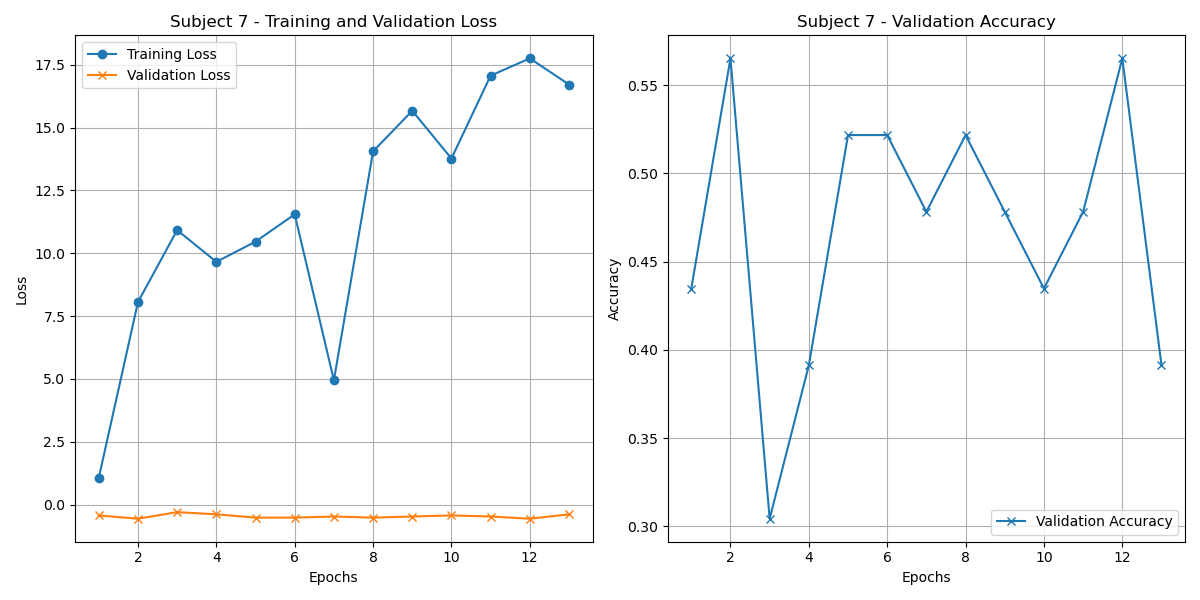 Subject 7 - Training and Validation Loss
Training Loss
Validation Loss
17.5
15.0
12.5
10.0
7.5
5.0
2.5
0.0
Loss
2 4 6 8 10 12
Epochs
Subject 7 - Validation Accuracy
0.55
0.50
0.45
0.40
0.35
0.30
Accuracy
Validation Accuracy
2 4 6 8 10 12
Epochs